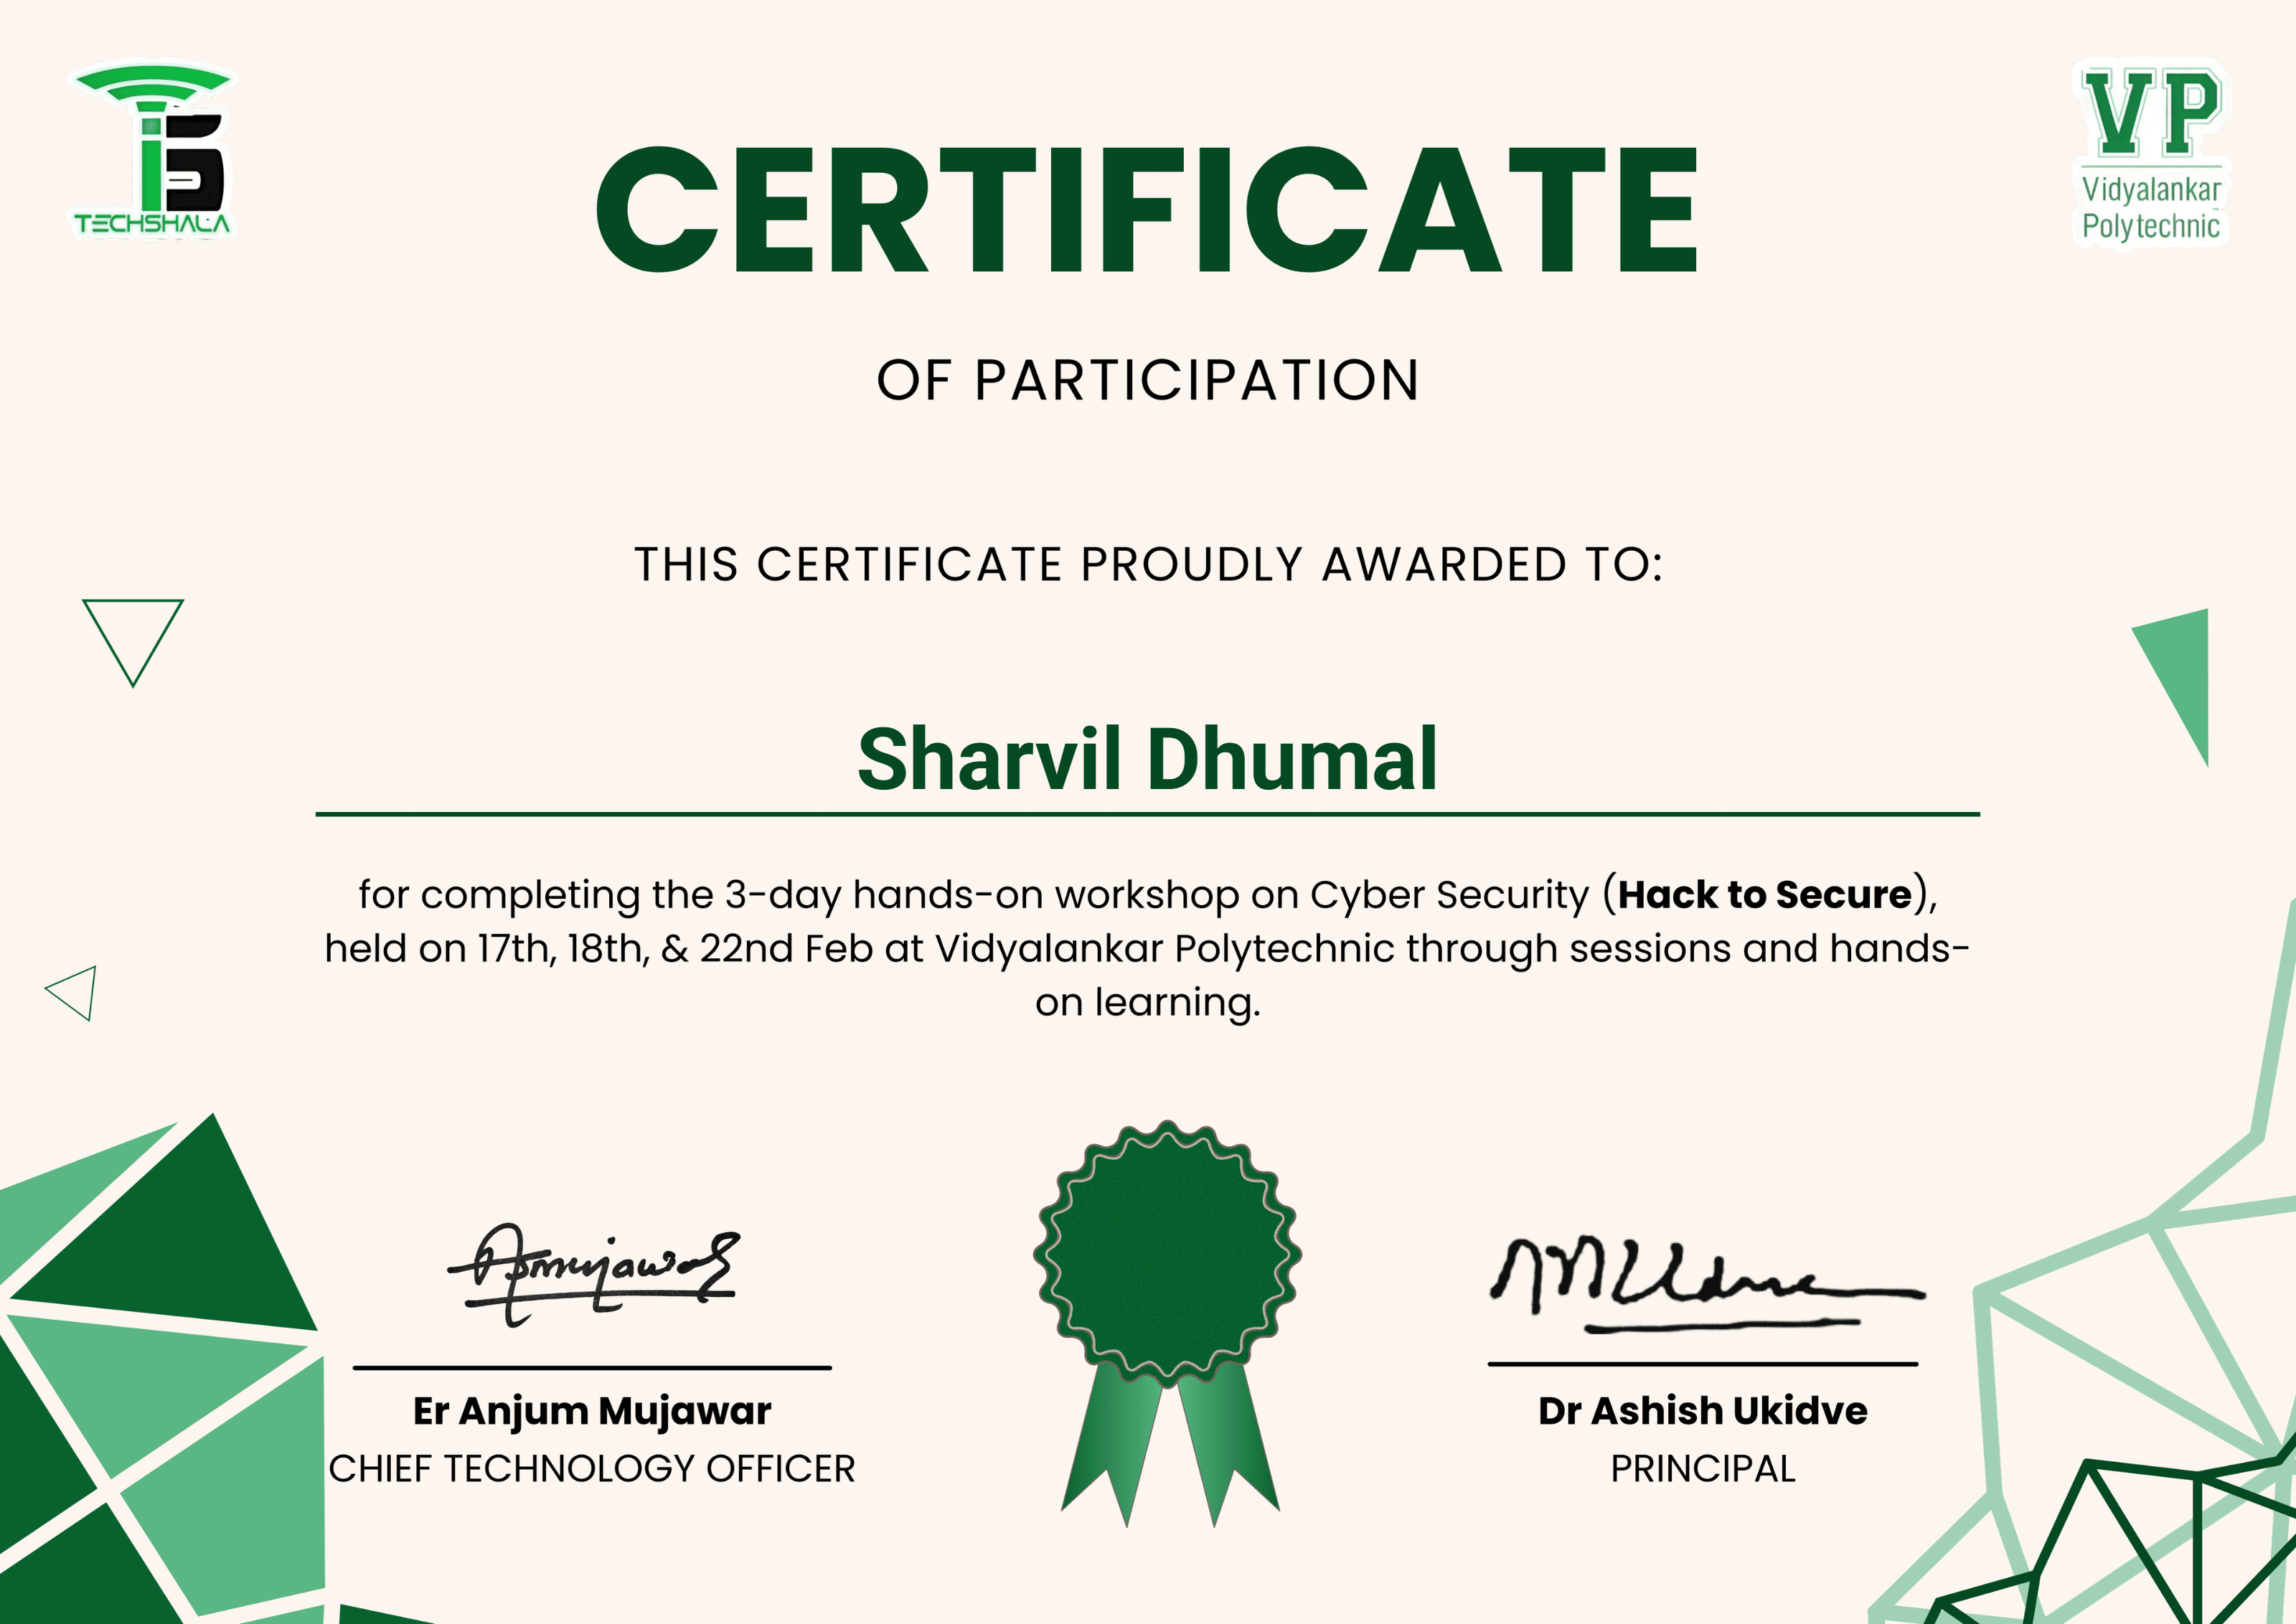 TECHSHALA
VP
Vidyalankar
Polytechnic
CERTIFICATE
OF PARTICIPATION
THIS CERTIFICATE PROUDLY AWARDED TO:
Sharvil Dhumal
for completing the 3-day hands-on workshop on Cyber Security (Hack to Secure),
held on 17th, 18th, & 22nd Feb at Vidyalankar Polytechnic through sessions and hands-
on learning.
Er Anjum Mujawar
CHIEF TECHNOLOGY OFFICER
Dr Ashish Ukidve
PRINCIPAL